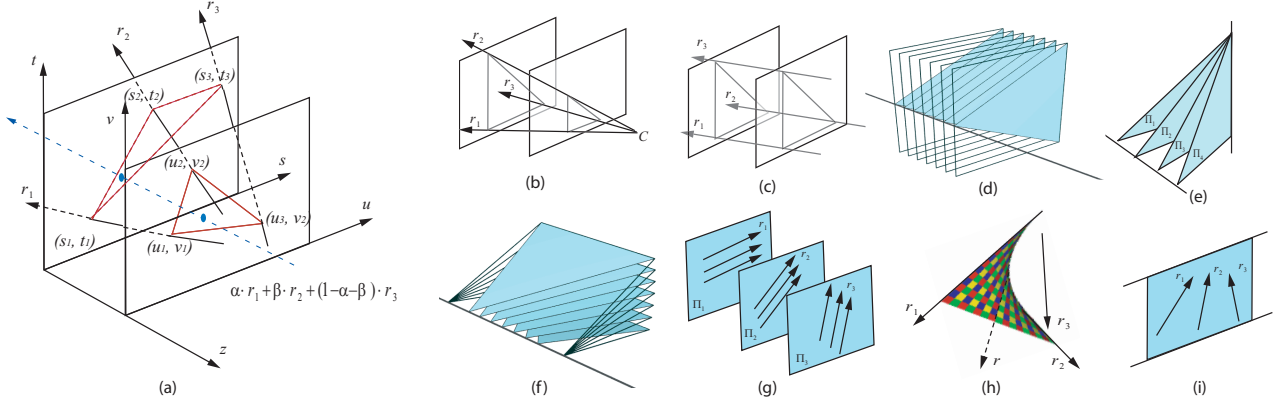 r3
r2
t
(s3, t3)
(s2, t2)
v
(u2, v2)
s
r1
u
(s1, t1)
(u1, v1)
(u3, v2)
α· r1 + β· r2 + (1–α–β) · r3
z
(a)
r2
r3
r1
C
(b)
r3
r2
r1
(c)
(d)
Π1
Π2
Π3
Π4
(e)
(f)
r1
Π1
r2
Π2
r3
Π3
(g)
r1
r3
r
r2
(h)
r1
r2
r3
(i)